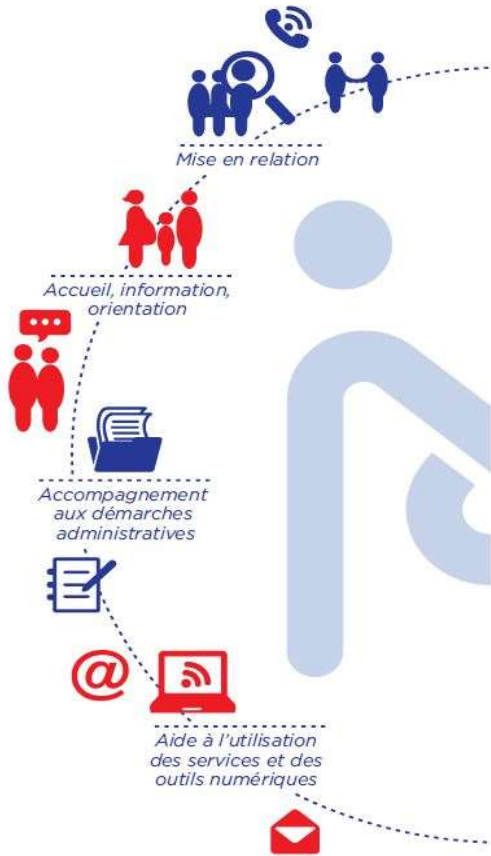 Mise en relation
Accueil, information,
orientation
Accompagnement
aux démarches
administratives
@
Aide à l'utilisation
des services et des
outils numériques